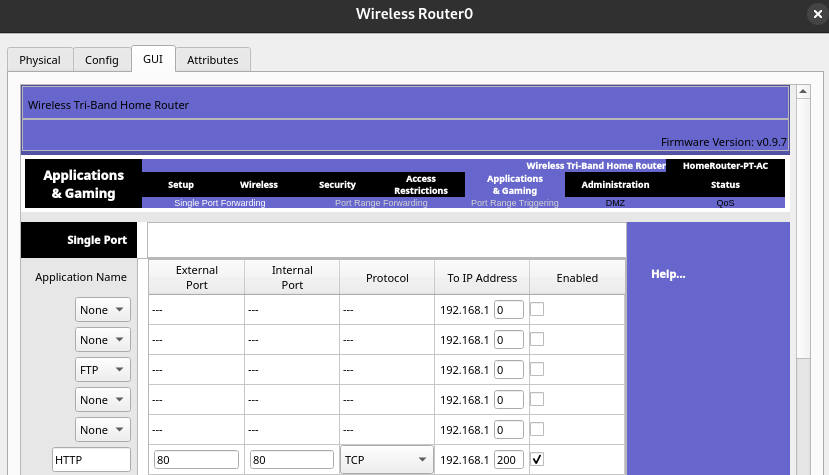 Wireless Router0
Physical Config GUI Attributes
Wireless Tri-Band Home Router
Firmware Version: v0.9.7
Wireless Tri-Band Home Router HomeRouter-PT-AC
Applications & Gaming
Setup Wireless Security Access Restrictions Applications & Gaming Administration Status
Single Port Forwarding Port Range Forwarding Port Range Triggering DMZ QoS
Single Port
Help...
Application Name External Port Internal Port Protocol To IP Address Enabled
None --- --- --- 192.168.1 0
None --- --- --- 192.168.1 0
FTP --- --- --- 192.168.1 0
None --- --- --- 192.168.1 0
None --- --- --- 192.168.1 0
HTTP 80 80 TCP 192.168.1 200